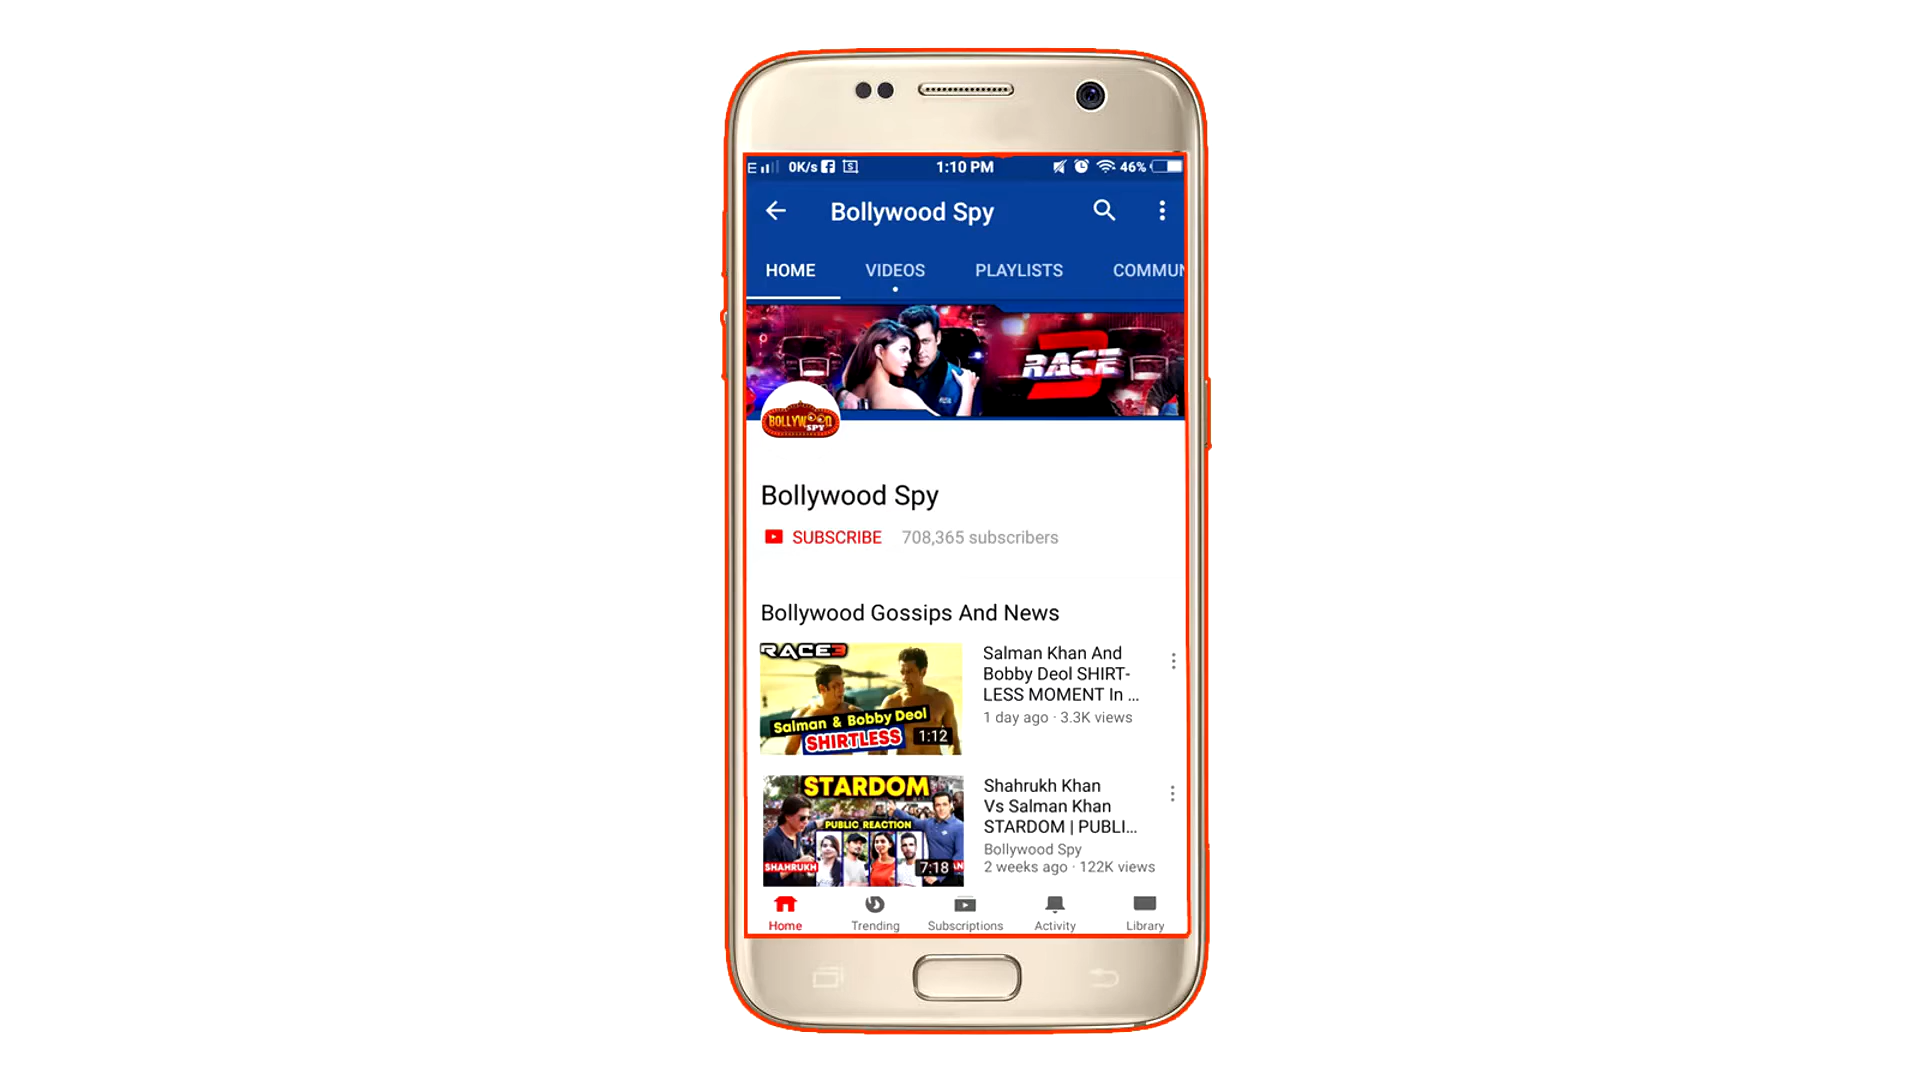 E 0K/s 1:10 PM 46%
Bollywood Spy
HOME VIDEOS PLAYLISTS COMMUN
RACE 3
BOLLYWOOD
SPY
Bollywood Spy
SUBSCRIBE 708,365 subscribers
Bollywood Gossips And News
RACE3
Salman & Bobby Deol
SHIRTLESS
1:12
Salman Khan And
Bobby Deol SHIRT-
LESS MOMENT In ...
1 day ago · 3.3K views
STARDOM
PUBLIC REACTION
SHAHRUKH
7:18
Shahrukh Khan
Vs Salman Khan
STARDOM | PUBLI...
Bollywood Spy
2 weeks ago · 122K views
Home Trending Subscriptions Activity Library